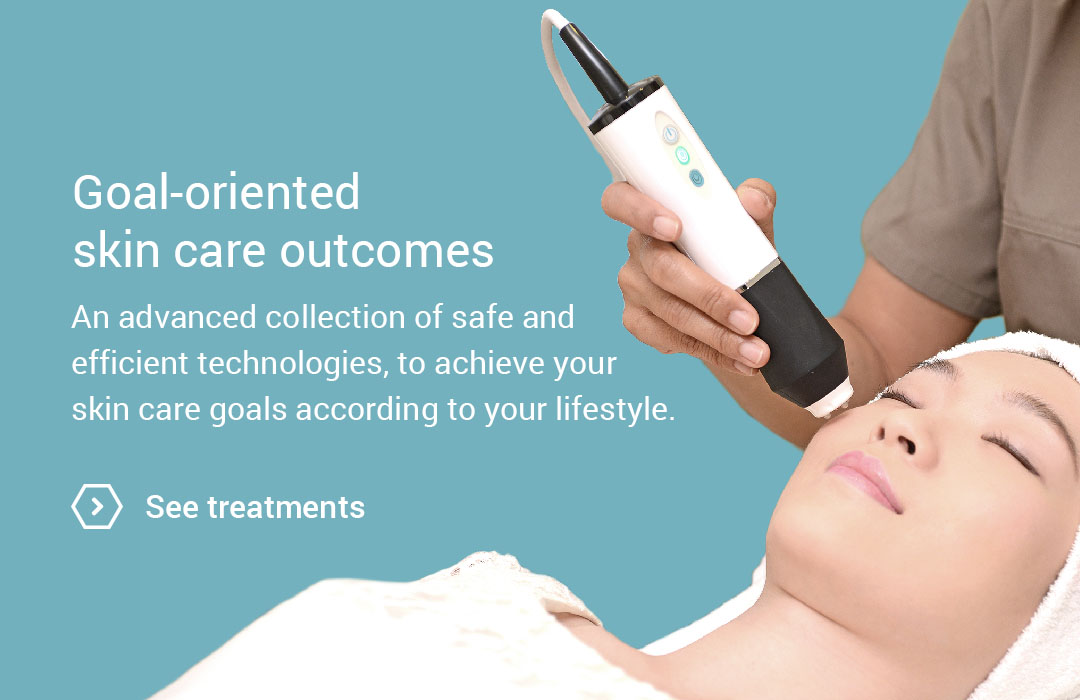 Goal-oriented
skin care outcomes
An advanced collection of safe and
efficient technologies, to achieve your
skin care goals according to your lifestyle.
See treatments